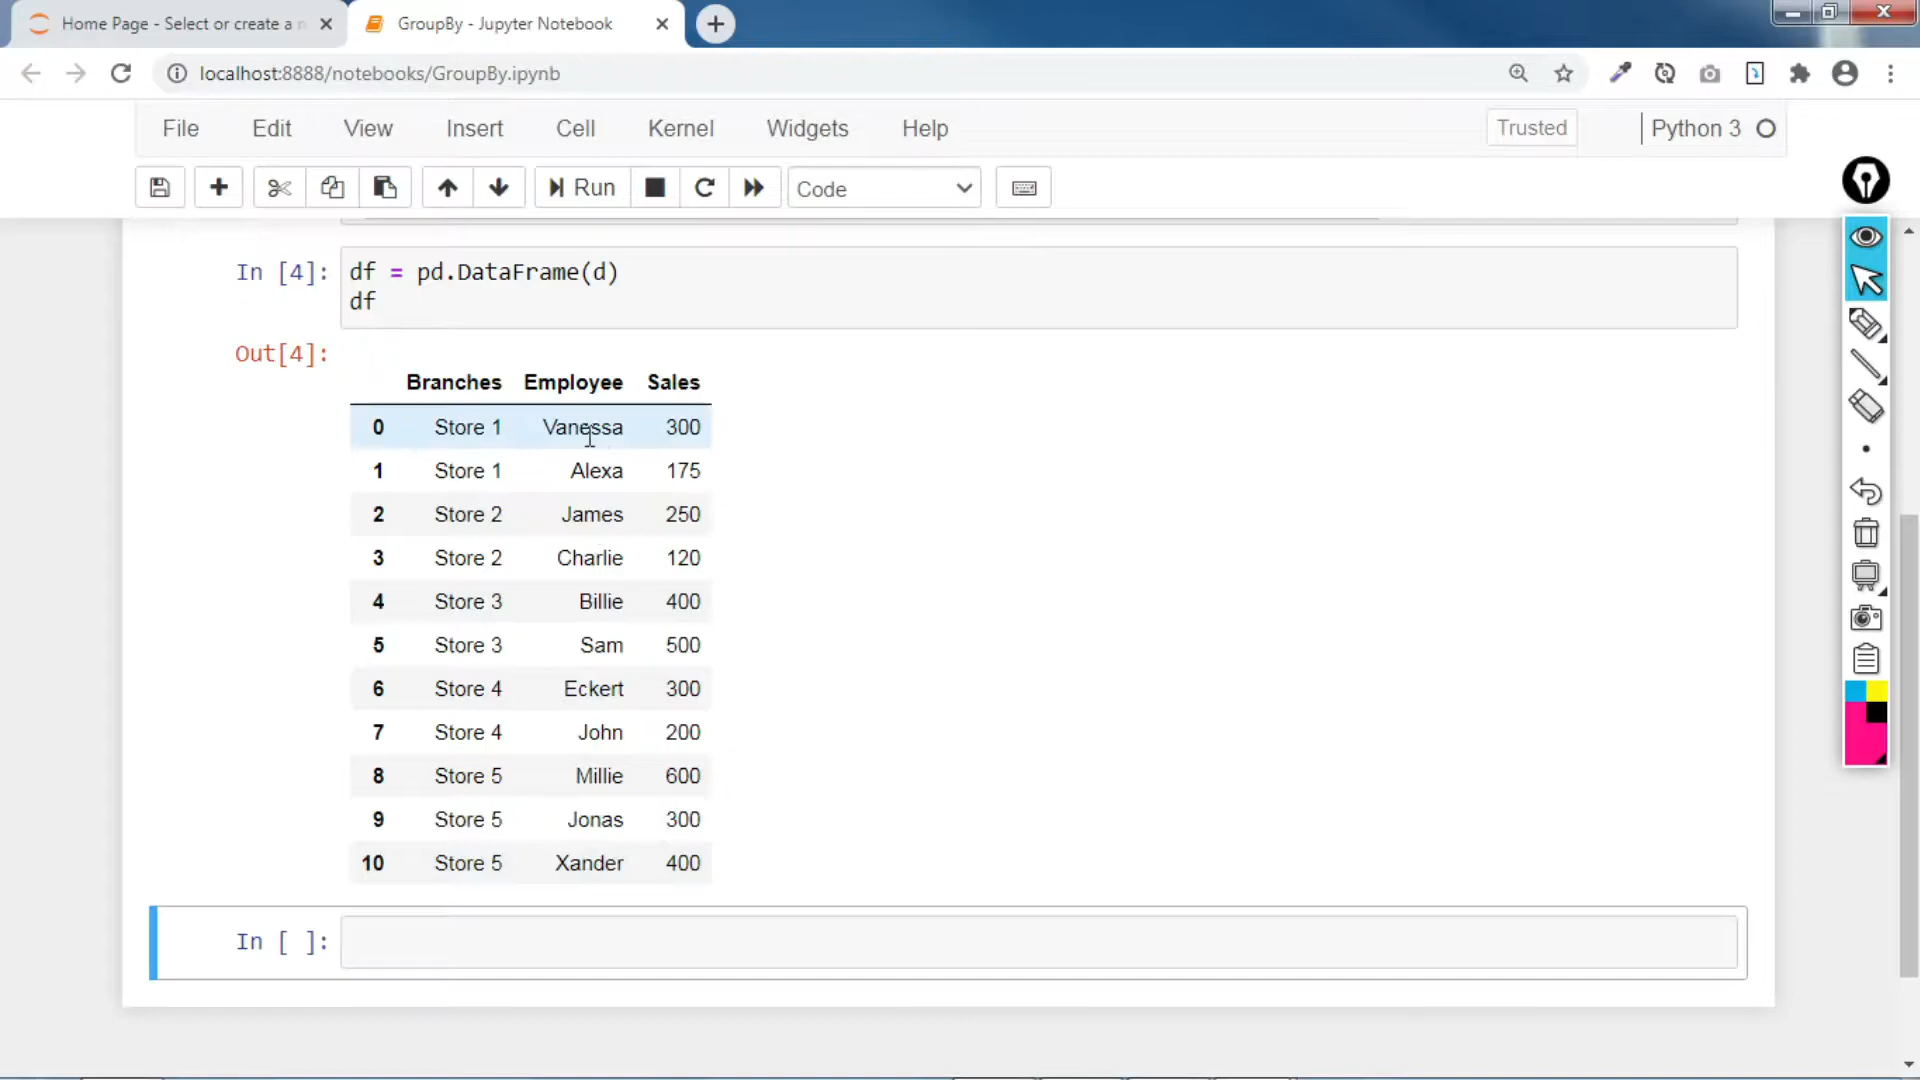 Home Page - Select or create a n
GroupBy - Jupyter Notebook
localhost:8888/notebooks/GroupBy.ipynb
File Edit View Insert Cell Kernel Widgets Help Trusted Python 3
Run Code
In [4]: df = pd.DataFrame(d)
df
Out[4]:
Branches Employee Sales
0 Store 1 Vanessa 300
1 Store 1 Alexa 175
2 Store 2 James 250
3 Store 2 Charlie 120
4 Store 3 Billie 400
5 Store 3 Sam 500
6 Store 4 Eckert 300
7 Store 4 John 200
8 Store 5 Millie 600
9 Store 5 Jonas 300
10 Store 5 Xander 400
In [ ]: